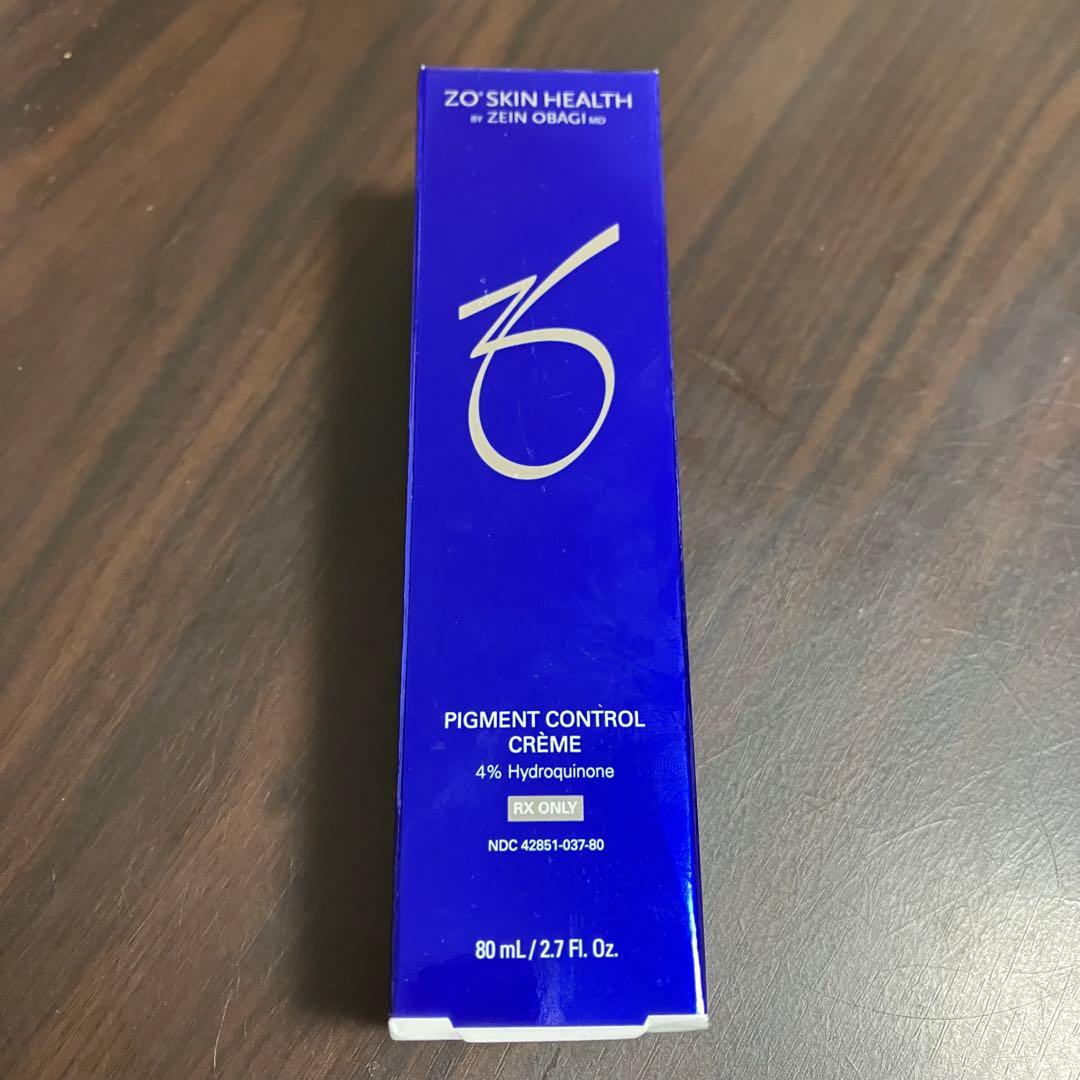 ZO® SKIN HEALTH
BY ZEIN OBAGI MD
PIGMENT CONTROL
CRÈME
4% Hydroquinone
RX ONLY
NDC 42851-037-80
80 mL / 2.7 Fl. Oz.